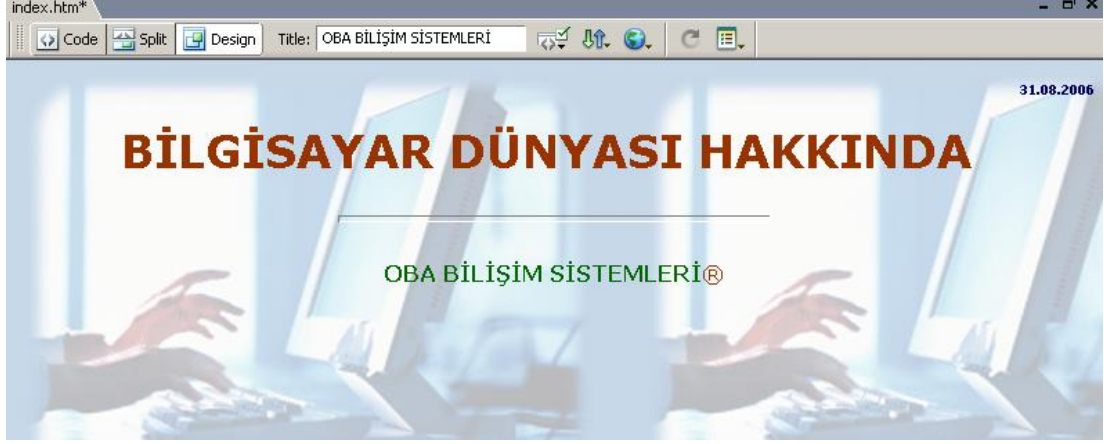 index.htm*
Code Split Design Title: OBA BİLİŞİM SİSTEMLERİ
31.08.2006
BİLGİSAYAR DÜNYASI HAKKINDA
OBA BİLİŞİM SİSTEMLERİ®